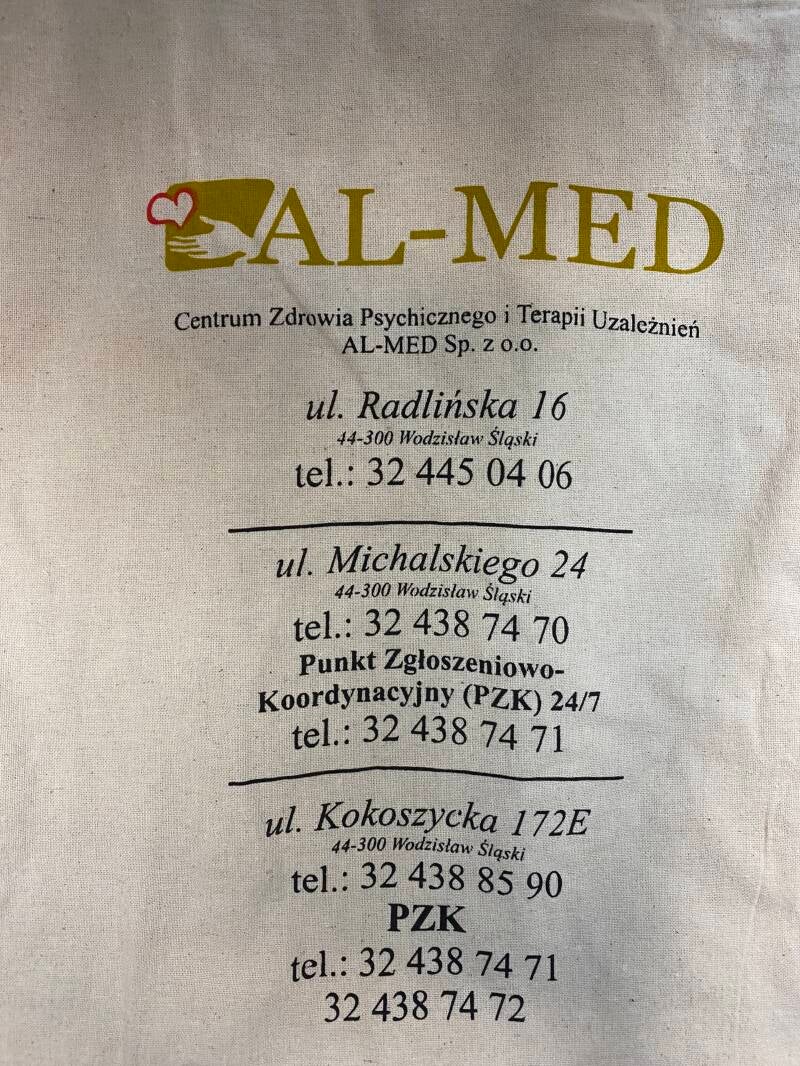 AL-MED
Centrum Zdrowia Psychicznego i Terapii Uzależnień
AL-MED Sp. z o.o.
ul. Radlińska 16
44-300 Wodzisław Śląski
tel.: 32 445 04 06
ul. Michalskiego 24
44-300 Wodzisław Śląski
tel.: 32 438 74 70
Punkt Zgłoszeniowo-
Koordynacyjny (PZK) 24/7
tel.: 32 438 74 71
ul. Kokoszycka 172E
44-300 Wodzisław Śląski
tel.: 32 438 85 90
PZK
tel.: 32 438 74 71
32 438 74 72